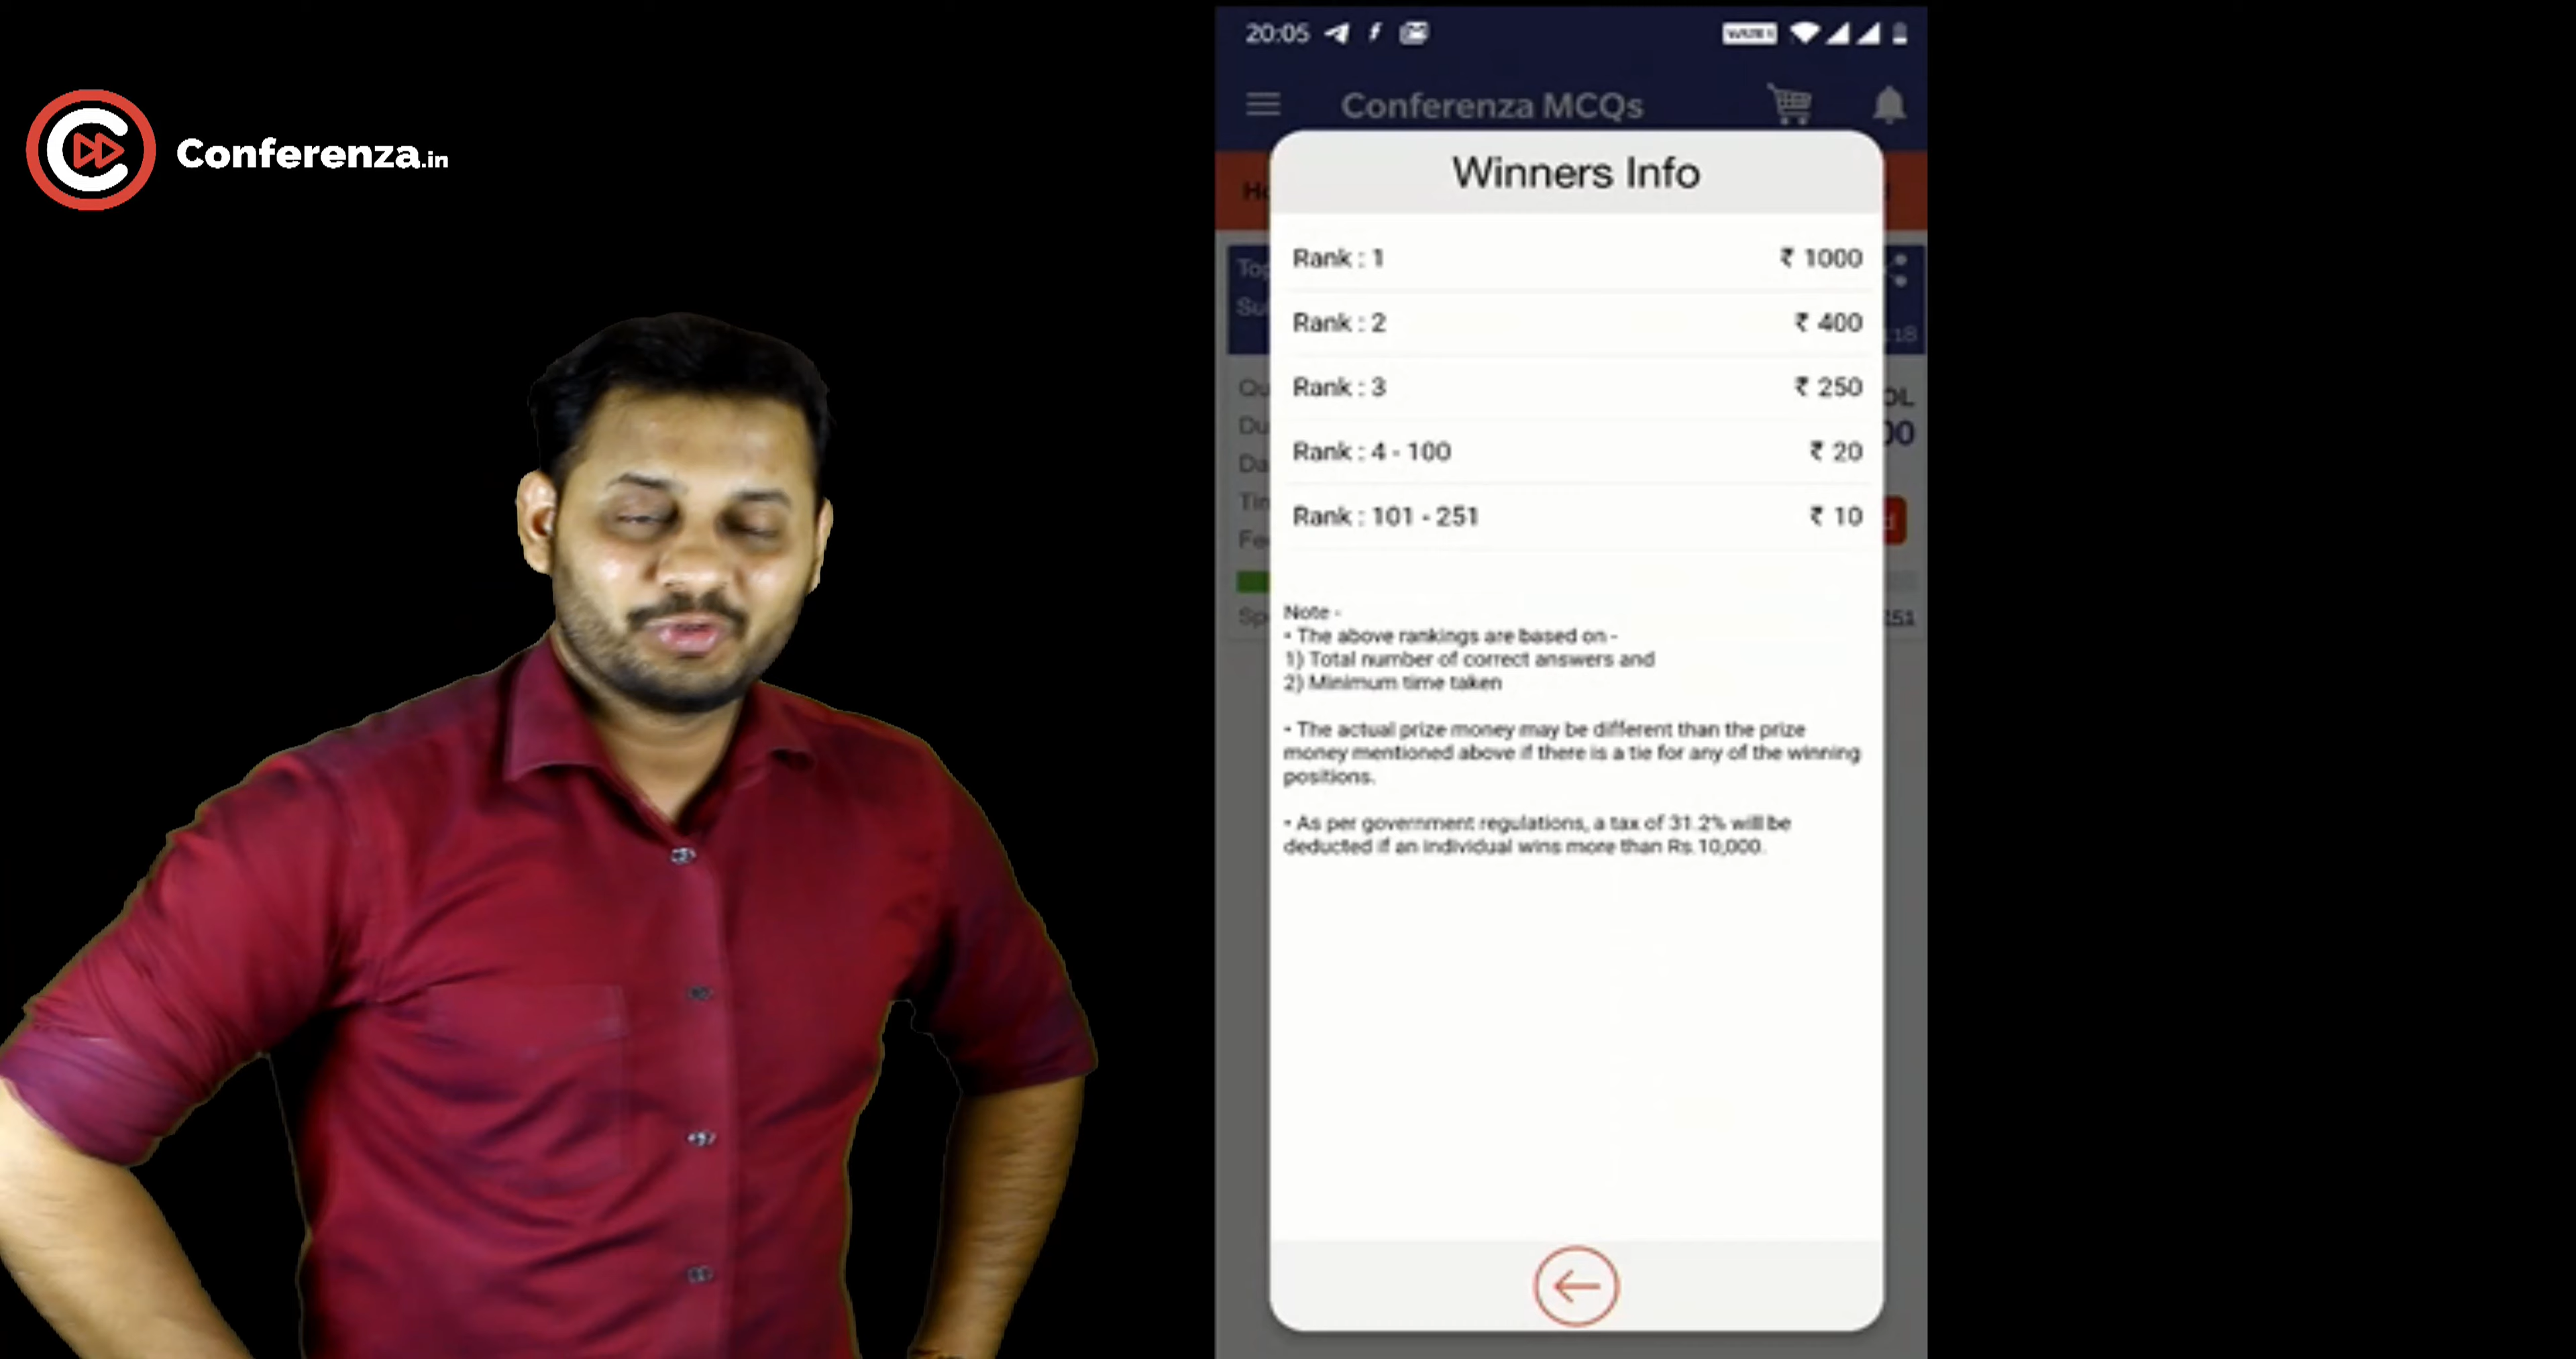 Conferenza.in
20:05
Conferenza MCQs
Winners Info
Rank : 1 ₹ 1000
Rank : 2 ₹ 400
Rank : 3 ₹ 250
Rank : 4 - 100 ₹ 20
Rank : 101 - 251 ₹ 10
Note -
• The above rankings are based on -
1) Total number of correct answers and
2) Minimum time taken
• The actual prize money may be different than the prize
money mentioned above if there is a tie for any of the winning
positions.
• As per government regulations, a tax of 31.2% will be
deducted if an individual wins more than Rs.10,000.